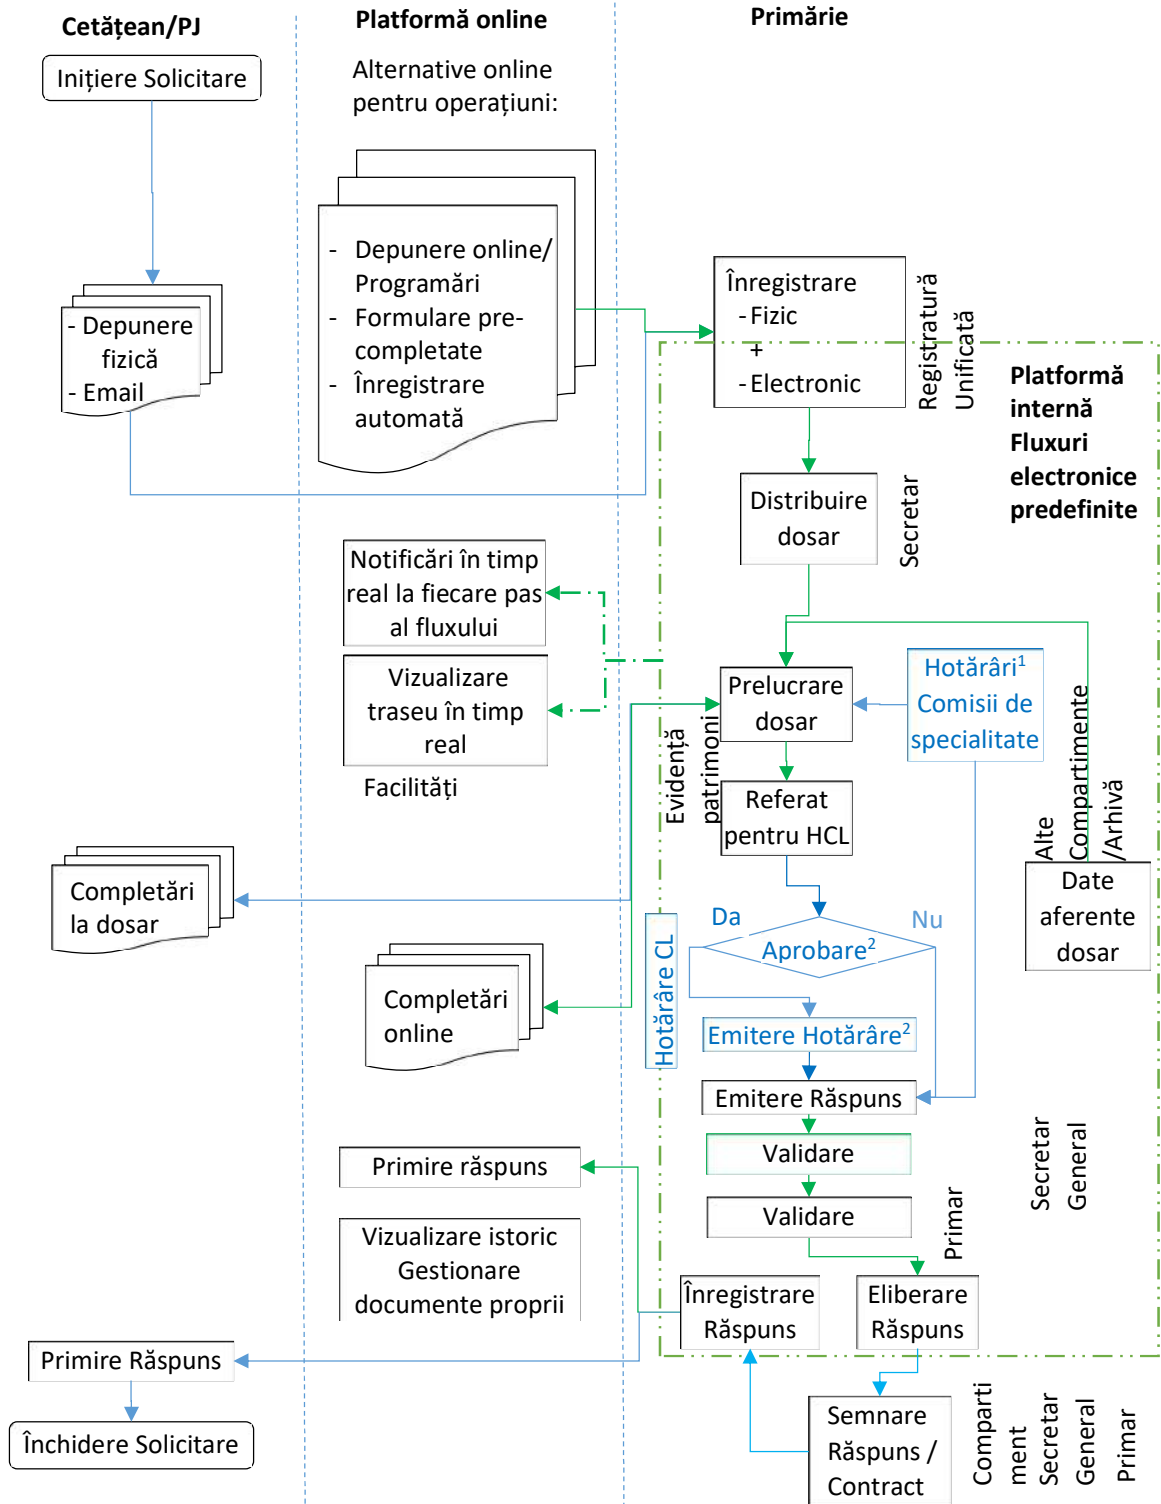 Cetățean/PJ
Platformă online
Primărie
Inițiere Solicitare
Alternative online
pentru operațiuni:
- Depunere
fizică
- Email
- Depunere online/
Programări
- Formulare pre-
completate
- Înregistrare
automată
Înregistrare
- Fizic
+
- Electronic
Registratură
Unificată
Platformă
internă
Fluxuri
electronice
predefinite
Distribuire
dosar
Secretar
Notificări în timp
real la fiecare pas
al fluxului
Vizualizare
traseu în timp
real
Facilități
Prelucrare
dosar
Hotărâri¹
Comisii de
specialitate
Evidență
patrimoni
Referat
pentru HCL
Alte
Compartimente
/Arhivă
Date
aferente
dosar
Completări
la dosar
Da
Nu
Aprobare²
Hotărâre CL
Completări
online
Emitere Hotărâre²
Emitere Răspuns
Validare
Validare
Secretar
General
Primar
Primire răspuns
Vizualizare istoric
Gestionare
documente proprii
Înregistrare
Răspuns
Eliberare
Răspuns
Primire Răspuns
Închidere Solicitare
Semnare
Răspuns /
Contract
Comparti
ment
Secretar
General
Primar